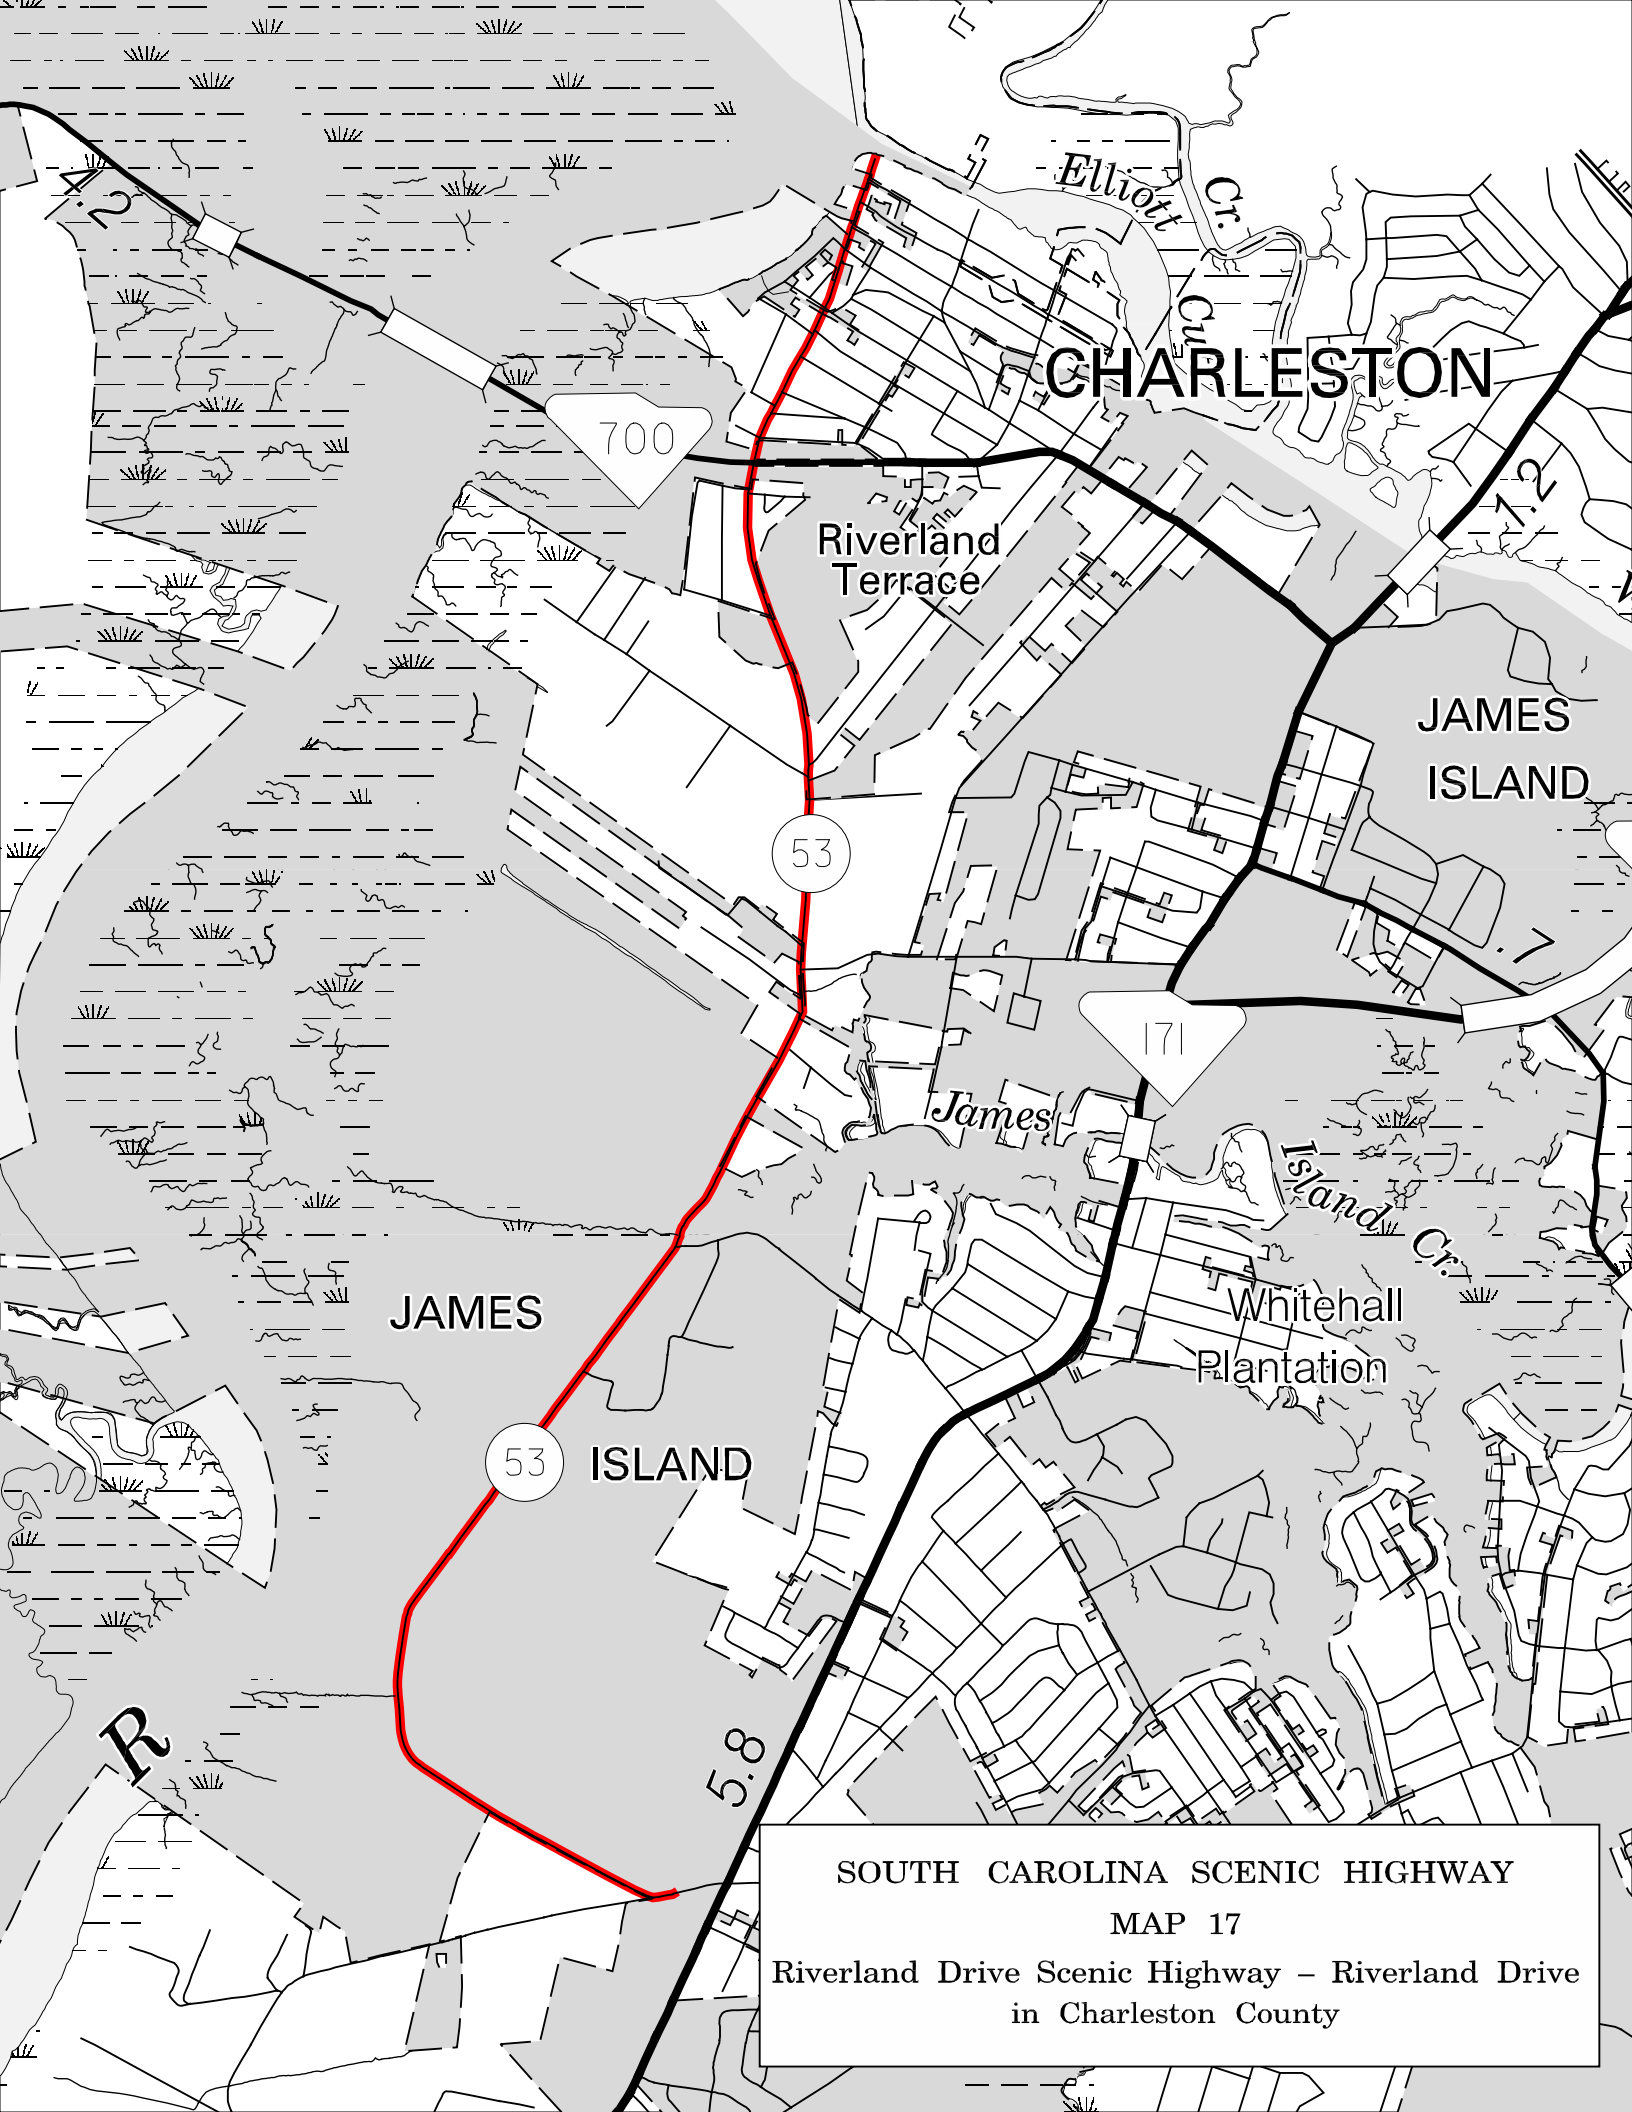 4.2
Elliott
Cr.
Cu
CHARLESTON
700
1.2
Riverland
Terrace
JAMES
ISLAND
53
.7
171
James
Island
Cr.
JAMES
Whitehall
Plantation
53
ISLAND
R
5.8
SOUTH CAROLINA SCENIC HIGHWAY
MAP 17
Riverland Drive Scenic Highway – Riverland Drive
in Charleston County